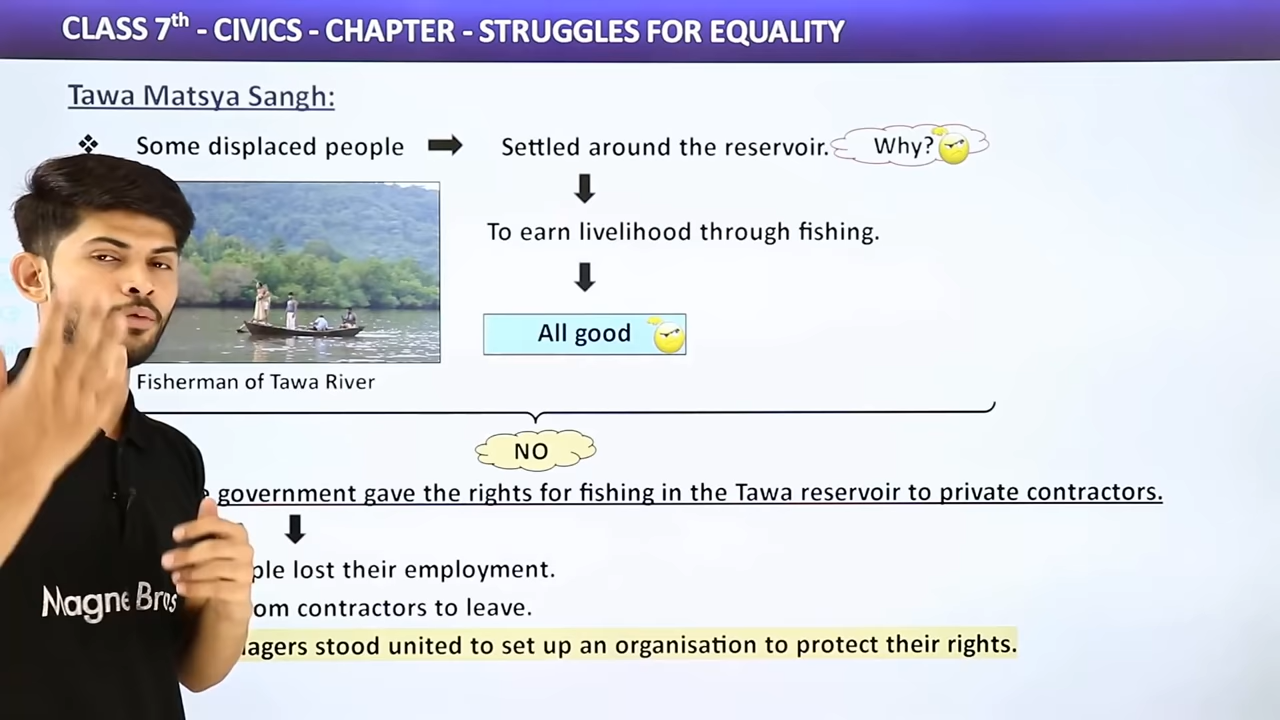 CLASS 7th - CIVICS - CHAPTER - STRUGGLES FOR EQUALITY
Tawa Matsya Sangh:
❖ Some displaced people ➡ Settled around the reservoir. Why?
To earn livelihood through fishing.
All good
Fisherman of Tawa River
NO
government gave the rights for fishing in the Tawa reservoir to private contractors.
lost their employment.
contractors to leave.
stood united to set up an organisation to protect their rights.
Magne Bros